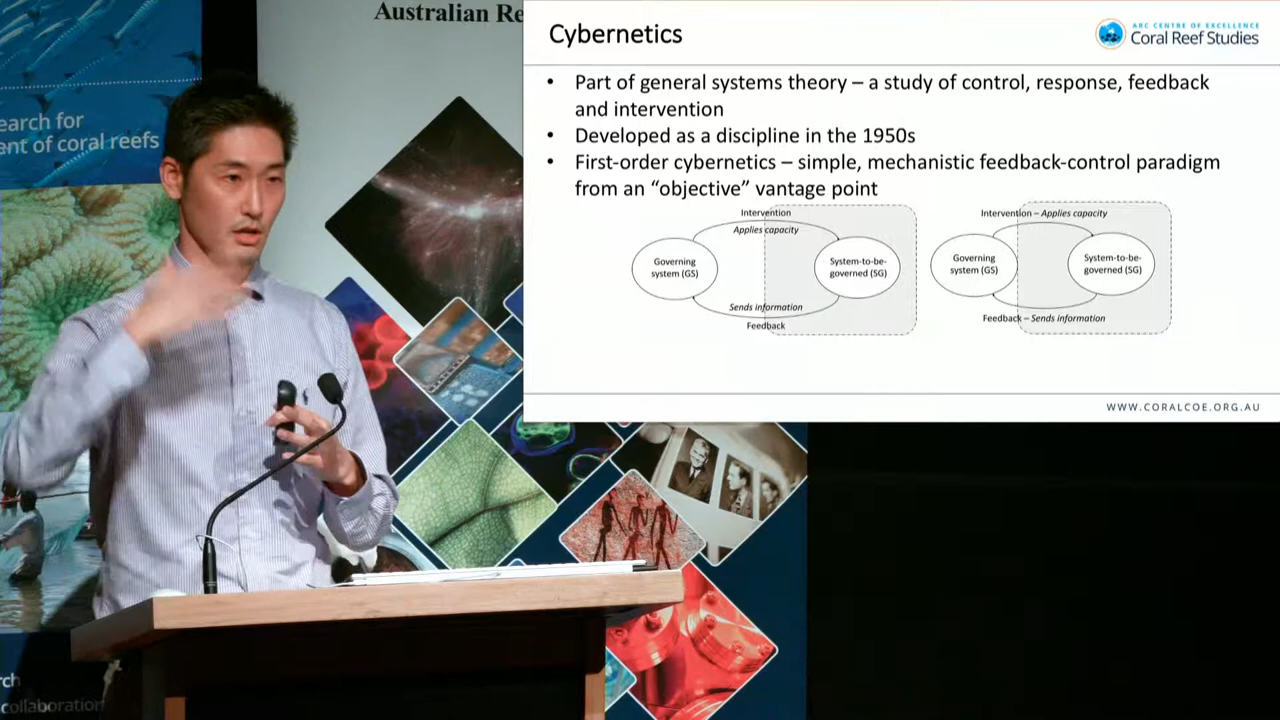 Australian Re
earch for
ent of coral reefs
rch
collaboration
Cybernetics
ARC CENTRE OF EXCELLENCE
Coral Reef Studies
• Part of general systems theory – a study of control, response, feedback
and intervention
• Developed as a discipline in the 1950s
• First-order cybernetics – simple, mechanistic feedback-control paradigm
from an “objective” vantage point
Intervention
Applies capacity
Governing
system (GS)
System-to-be-
governed (SG)
Sends information
Feedback
Intervention – Applies capacity
Governing
system (GS)
System-to-be-
governed (SG)
Feedback – Sends information
WWW.CORALCOE.ORG.AU